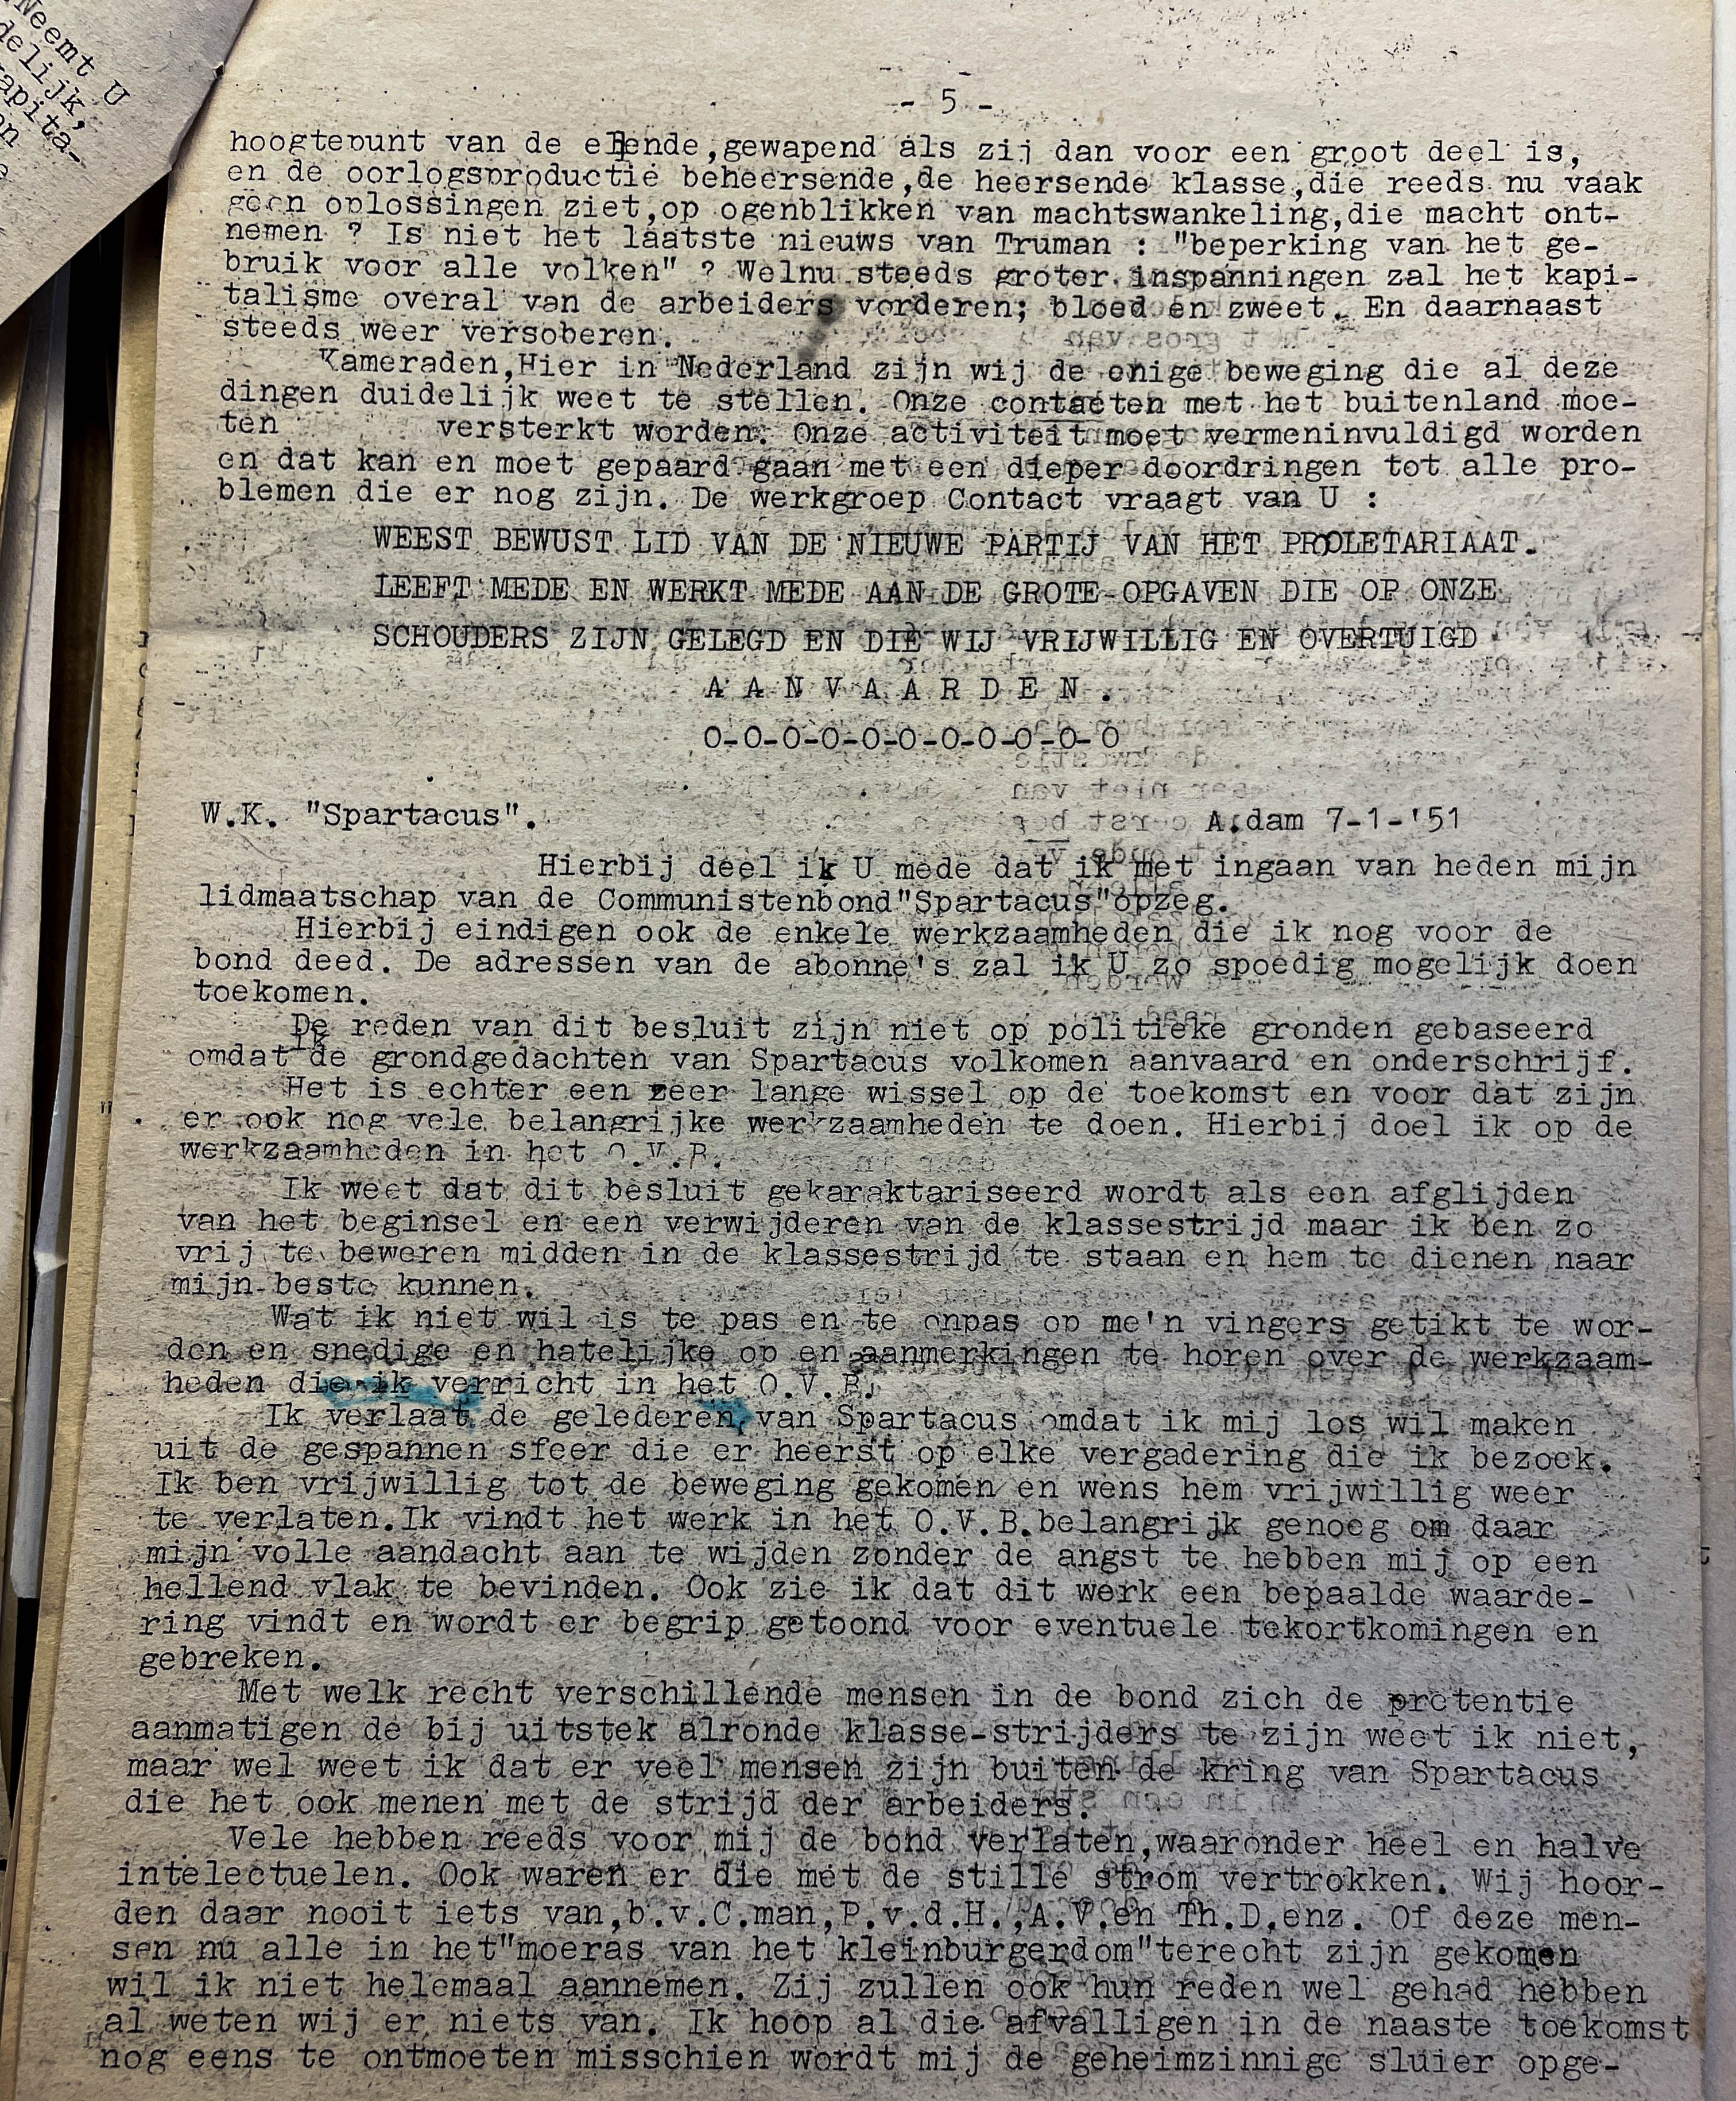 Neemt U
delijk,
apita-
- 5 -
hoogtepunt van de ellende,gewapend als zij dan voor een groot deel is,
en de oorlogsproductie beheersende,de heersende klasse,die reeds nu vaak
geen oplossingen ziet,op ogenblikken van machtswankeling,die macht ont-
nemen ? Is niet het laatste nieuws van Truman : "beperking van het ge-
bruik voor alle volken" ? Welnu steeds groter inspanningen zal het kapi-
talisme overal van de arbeiders vorderen; bloed en zweet. En daarnaast
steeds weer versoberen.
Kameraden,Hier in Nederland zijn wij de enige beweging die al deze
dingen duidelijk weet te stellen. Onze contacten met het buitenland moe-
ten versterkt worden. Onze activiteit moet vermeninvuldigd worden
en dat kan en moet gepaard gaan met een dieper doordringen tot alle pro-
blemen die er nog zijn. De werkgroep Contact vraagt van U :
WEEST BEWUST LID VAN DE NIEUWE PARTIJ VAN HET PROLETARIAAT.
LEEFT MEDE EN WERKT MEDE AAN DE GROTE OPGAVEN DIE OP ONZE
SCHOUDERS ZIJN GELEGD EN DIE WIJ VRIJWILLIG EN OVERTUIGD
A A N V A A R D E N .
O-O-O-O-O-O-O-O-O-O-O
W.K. "Spartacus". A.dam 7-1-'51
Hierbij deel ik U mede dat ik met ingaan van heden mijn
lidmaatschap van de Communistenbond"Spartacus"opzeg.
Hierbij eindigen ook de enkele werkzaamheden die ik nog voor de
bond deed. De adressen van de abonne's zal ik U zo spoedig mogelijk doen
toekomen.
De reden van dit besluit zijn niet op politieke gronden gebaseerd
omdat ik de grondgedachten van Spartacus volkomen aanvaard en onderschrijf.
Het is echter een zeer lange wissel op de toekomst en voor dat zijn
er ook nog vele belangrijke werkzaamheden te doen. Hierbij doel ik op de
werkzaamheden in het O.V.B.
Ik weet dat dit besluit gekaraktariseerd wordt als een afglijden
van het beginsel en een verwijderen van de klassestrijd maar ik ben zo
vrij te beweren midden in de klassestrijd te staan en hem te dienen naar
mijn beste kunnen.
Wat ik niet wil is te pas en te onpas op me'n vingers getikt te wor-
den en snedige en hatelijke op en aanmerkingen te horen over de werkzaam-
heden die ik verricht in het O.V.B.
Ik verlaat de gelederen van Spartacus omdat ik mij los wil maken
uit de gespannen sfeer die er heerst op elke vergadering die ik bezoek.
Ik ben vrijwillig tot de beweging gekomen en wens hem vrijwillig weer
te verlaten.Ik vindt het werk in het O.V.B.belangrijk genoeg om daar
mijn volle aandacht aan te wijden zonder de angst te hebben mij op een
hellend vlak te bevinden. Ook zie ik dat dit werk een bepaalde waarde-
ring vindt en wordt er begrip getoond voor eventuele tekortkomingen en
gebreken.
Met welk recht verschillende mensen in de bond zich de pretentie
aanmatigen de bij uitstek alronde klasse-strijders te zijn weet ik niet,
maar wel weet ik dat er veel mensen zijn buiten de kring van Spartacus
die het ook menen met de strijd der arbeiders.
Vele hebben reeds voor mij de bond verlaten,waaronder heel en halve
intelectuelen. Ook waren er die met de stille strom vertrokken. Wij hoor-
den daar nooit iets van,b.v.C.man,P.v.d.H.,A.V.en Th.D.enz. Of deze men-
sen nu alle in het"moeras van het kleinburgerdom"terecht zijn gekomen
wil ik niet helemaal aannemen. Zij zullen ook hun reden wel gehad hebben
al weten wij er niets van. Ik hoop al die afvalligen in de naaste toekomst
nog eens te ontmoeten misschien wordt mij de geheimzinnige sluier opge-